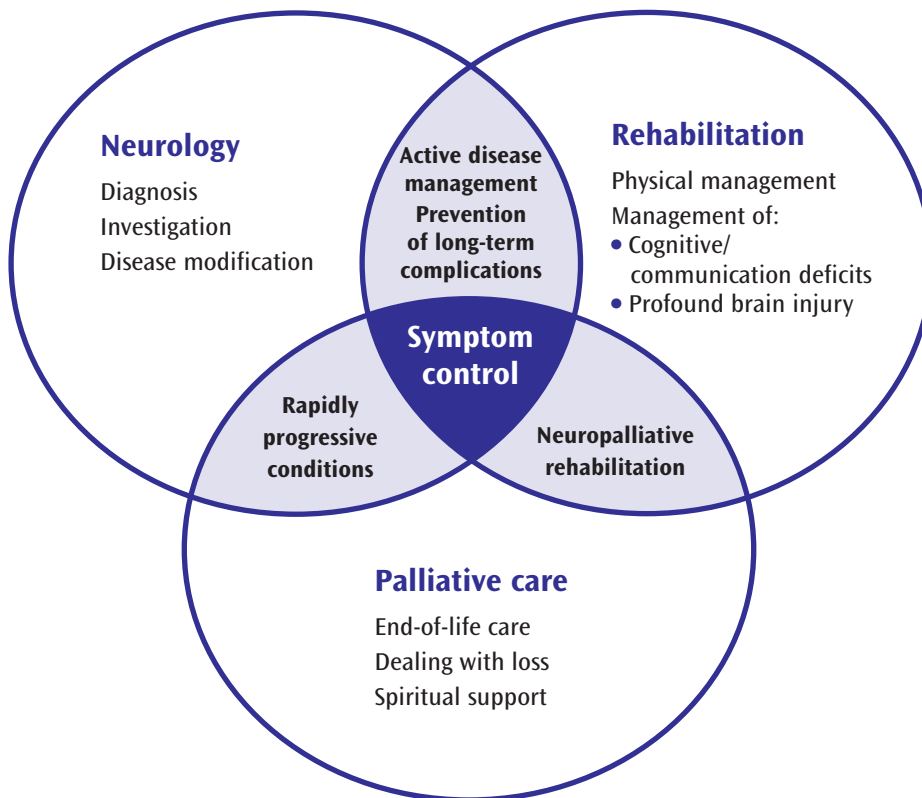 Neurology
Diagnosis
Investigation
Disease modification
Active disease
management
Prevention
of long-term
complications
Rehabilitation
Physical management
Management of:
• Cognitive/
communication deficits
• Profound brain injury
Symptom
control
Rapidly
progressive
conditions
Neuropalliative
rehabilitation
Palliative care
End-of-life care
Dealing with loss
Spiritual support